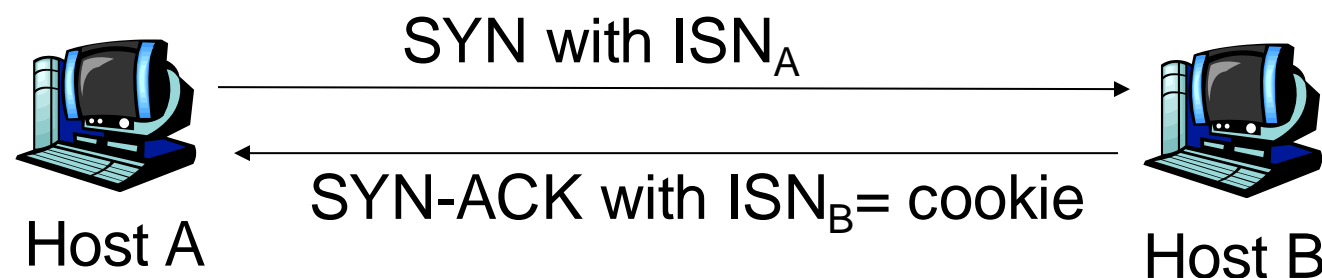 SYN with ISNA
SYN-ACK with ISNB= cookie
Host A
Host B